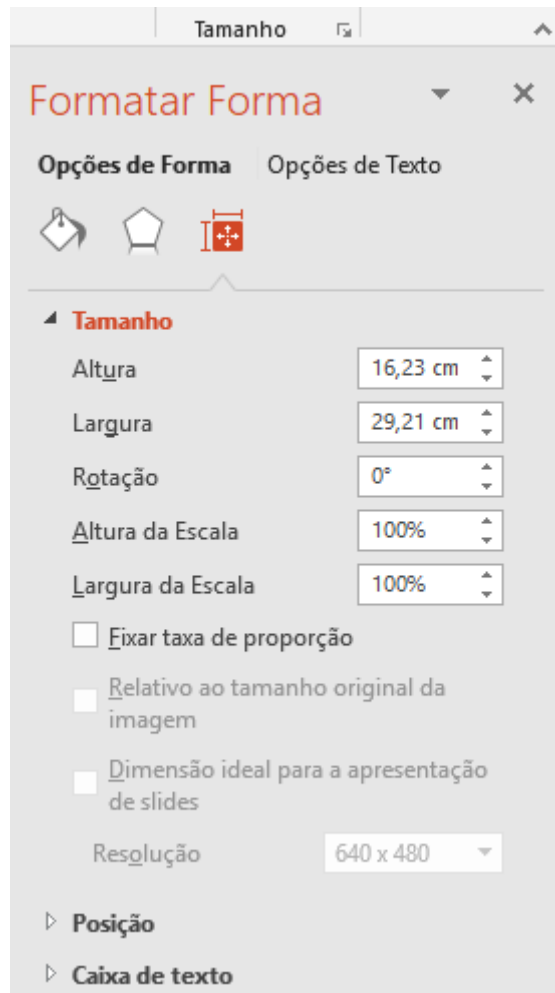 Tamanho
Formatar Forma
Opções de Forma Opções de Texto
Tamanho
Altura 16,23 cm
Largura 29,21 cm
Rotação 0°
Altura da Escala 100%
Largura da Escala 100%
Fixar taxa de proporção
Relativo ao tamanho original da
imagem
Dimensão ideal para a apresentação
de slides
Resolução 640 x 480
Posição
Caixa de texto